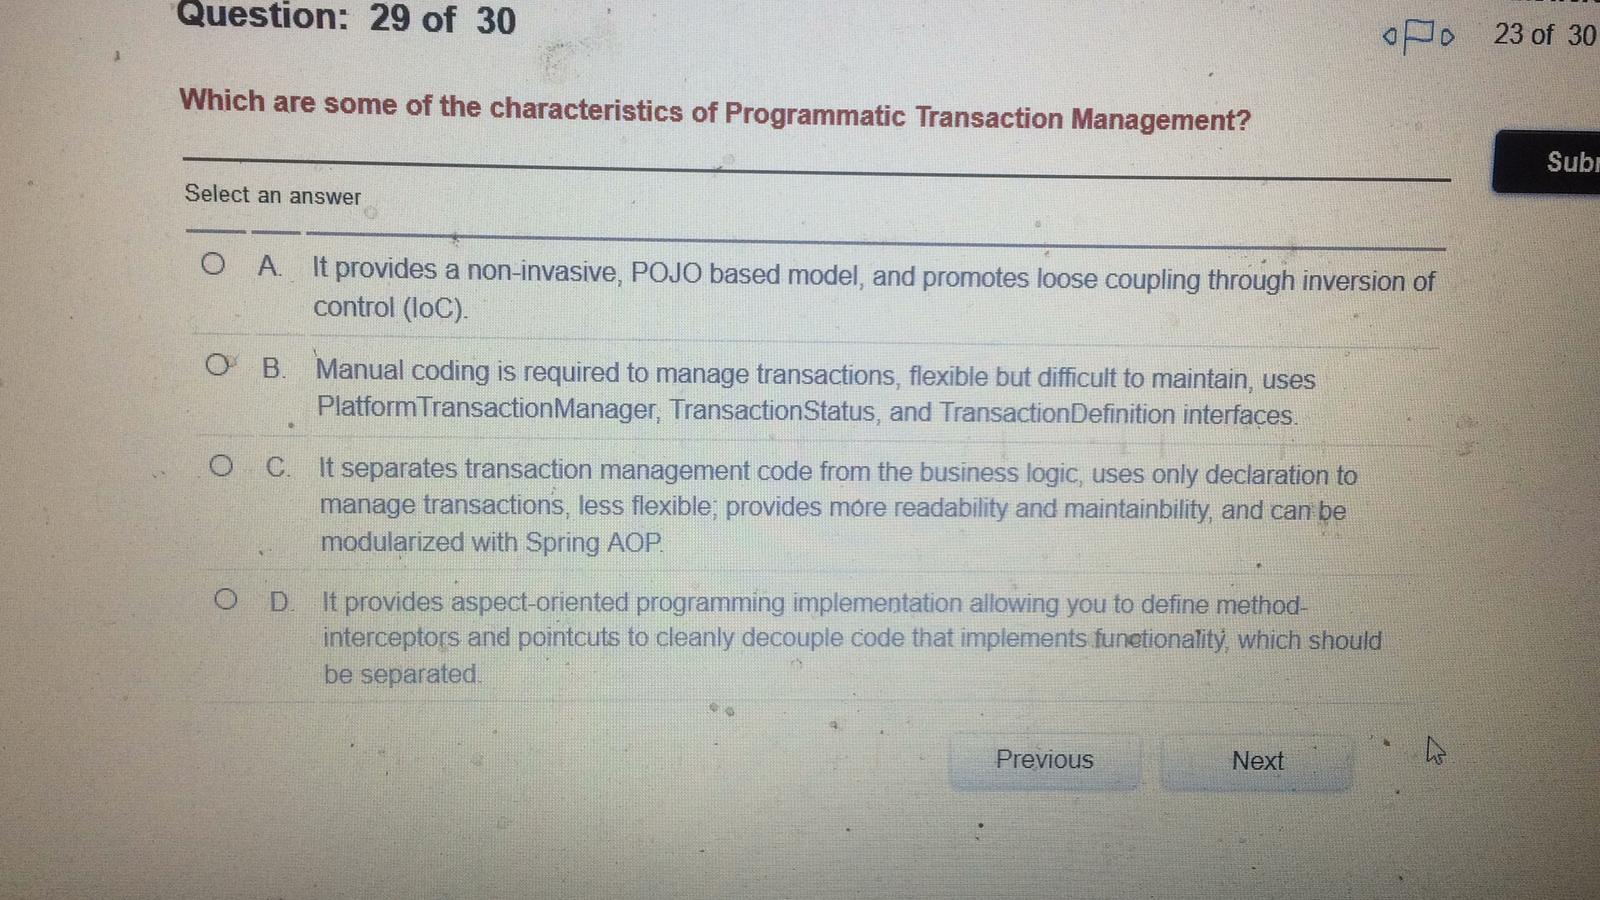 Question: 29 of 30
23 of 30
Which are some of the characteristics of Programmatic Transaction Management?
Select an answer
A. It provides a non-invasive, POJO based model, and promotes loose coupling through inversion of
control (IoC).
B. Manual coding is required to manage transactions, flexible but difficult to maintain, uses
PlatformTransactionManager, TransactionStatus, and TransactionDefinition interfaces.
C. It separates transaction management code from the business logic, uses only declaration to
manage transactions, less flexible; provides more readability and maintainbility, and can be
modularized with Spring AOP.
D. It provides aspect-oriented programming implementation allowing you to define method-
interceptors and pointcuts to cleanly decouple code that implements functionality, which should
be separated.
Previous
Next